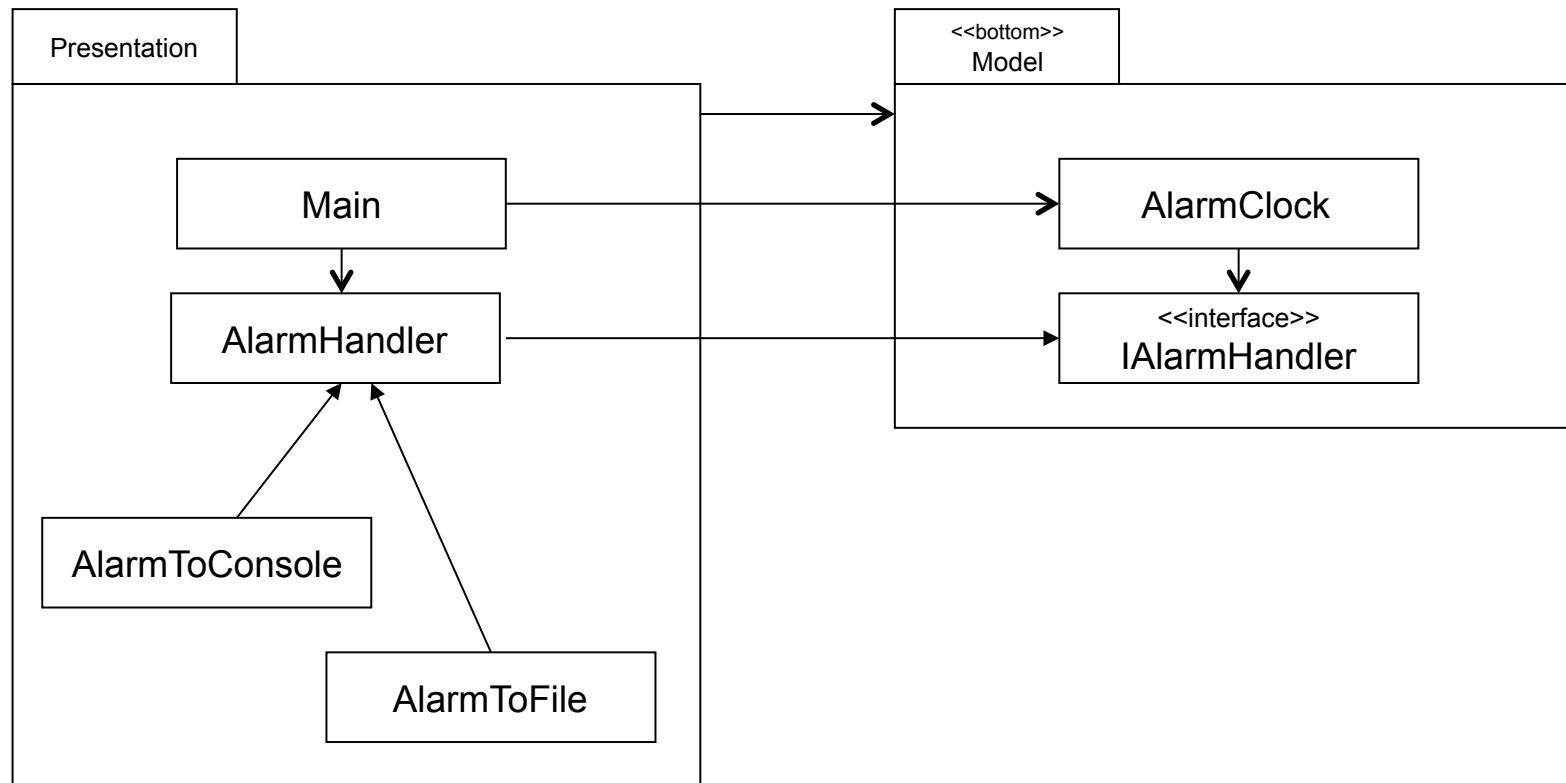 Presentation
<<bottom>>
Model
Main
AlarmClock
AlarmHandler
<<interface>>
IAlarmHandler
AlarmToConsole
AlarmToFile